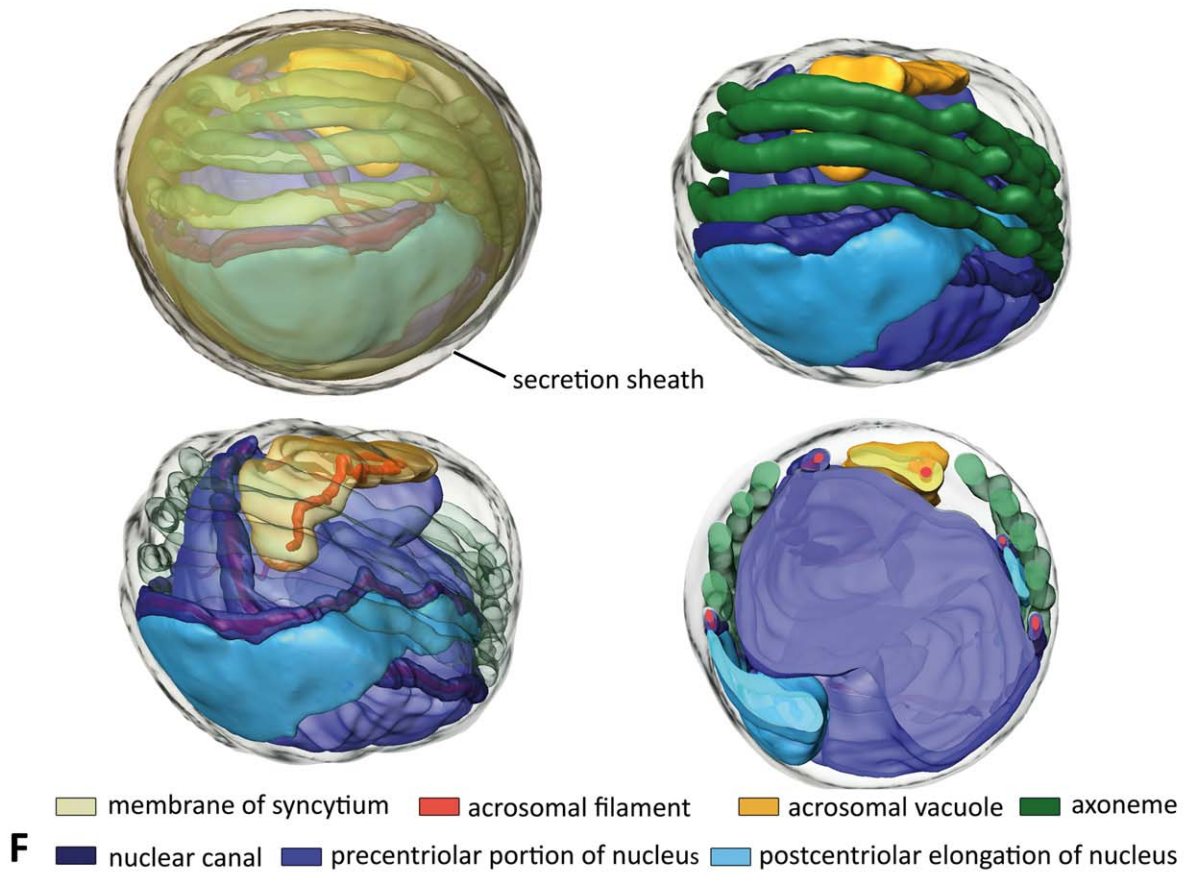 secretion sheath
membrane of syncytium acrosomal filament acrosomal vacuole axoneme
F nuclear canal precentriolar portion of nucleus postcentriolar elongation of nucleus